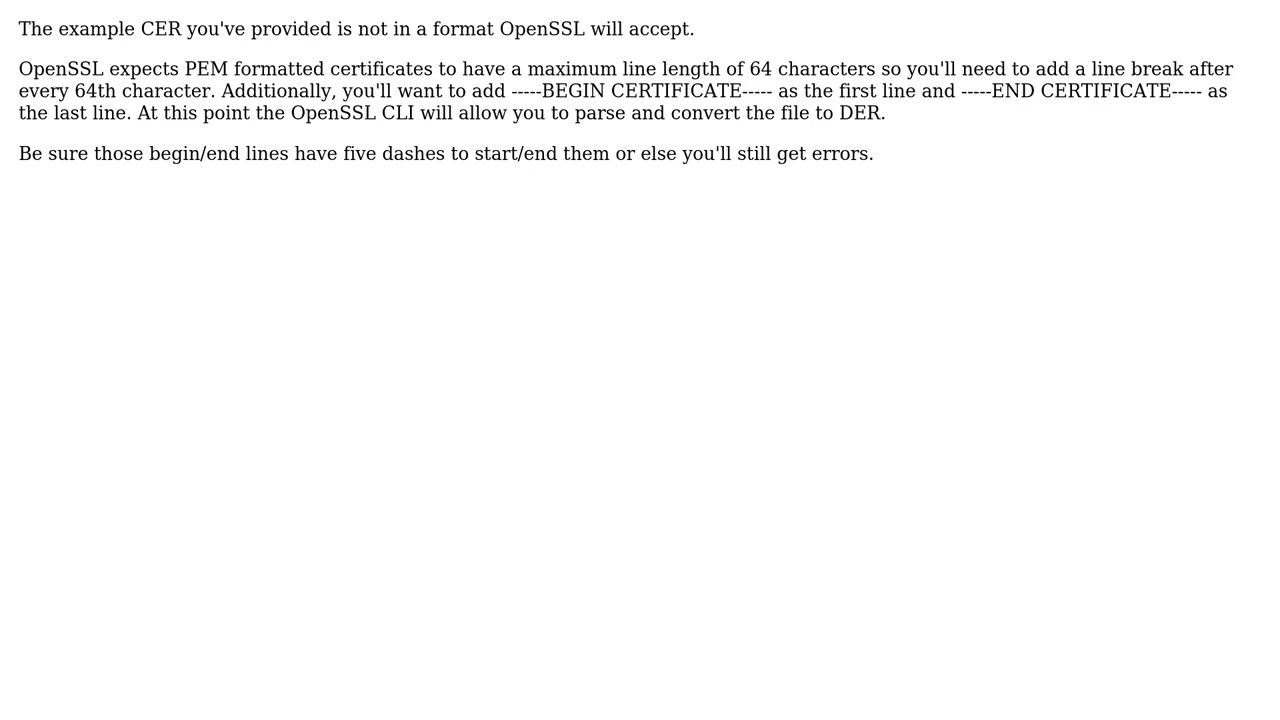 The example CER you've provided is not in a format OpenSSL will accept.
OpenSSL expects PEM formatted certificates to have a maximum line length of 64 characters so you'll need to add a line break after
every 64th character. Additionally, you'll want to add -----BEGIN CERTIFICATE----- as the first line and -----END CERTIFICATE----- as
the last line. At this point the OpenSSL CLI will allow you to parse and convert the file to DER.
Be sure those begin/end lines have five dashes to start/end them or else you'll still get errors.